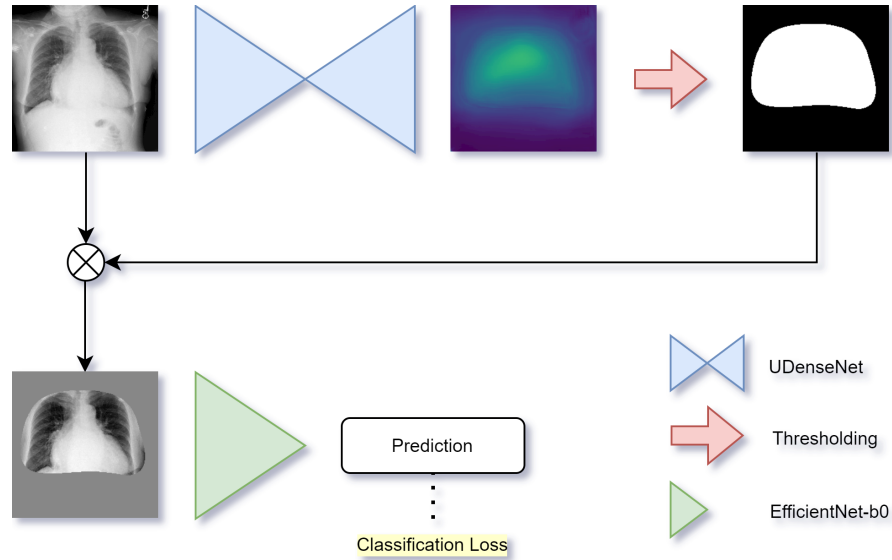 UDenseNet
Prediction
Thresholding
EfficientNet-b0
Classification Loss